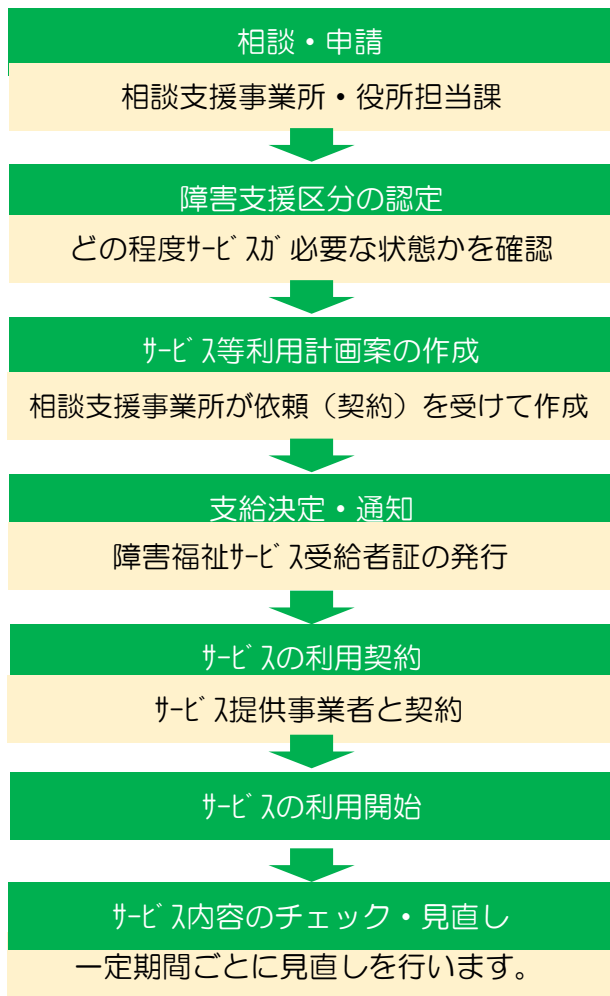 相談・申請
相談支援事業所・役所担当課
障害支援区分の認定
どの程度ｻｰﾋﾞｽｶﾞ必要な状態かを確認
ｻｰﾋﾞｽ等利用計画案の作成
相談支援事業所が依頼（契約）を受けて作成
支給決定・通知
障害福祉ｻｰﾋﾞｽ受給者証の発行
ｻｰﾋﾞｽの利用契約
ｻｰﾋﾞｽ提供事業者と契約
ｻｰﾋﾞｽの利用開始
ｻｰﾋﾞｽ内容のチェック・見直し
一定期間ごとに見直しを行います。